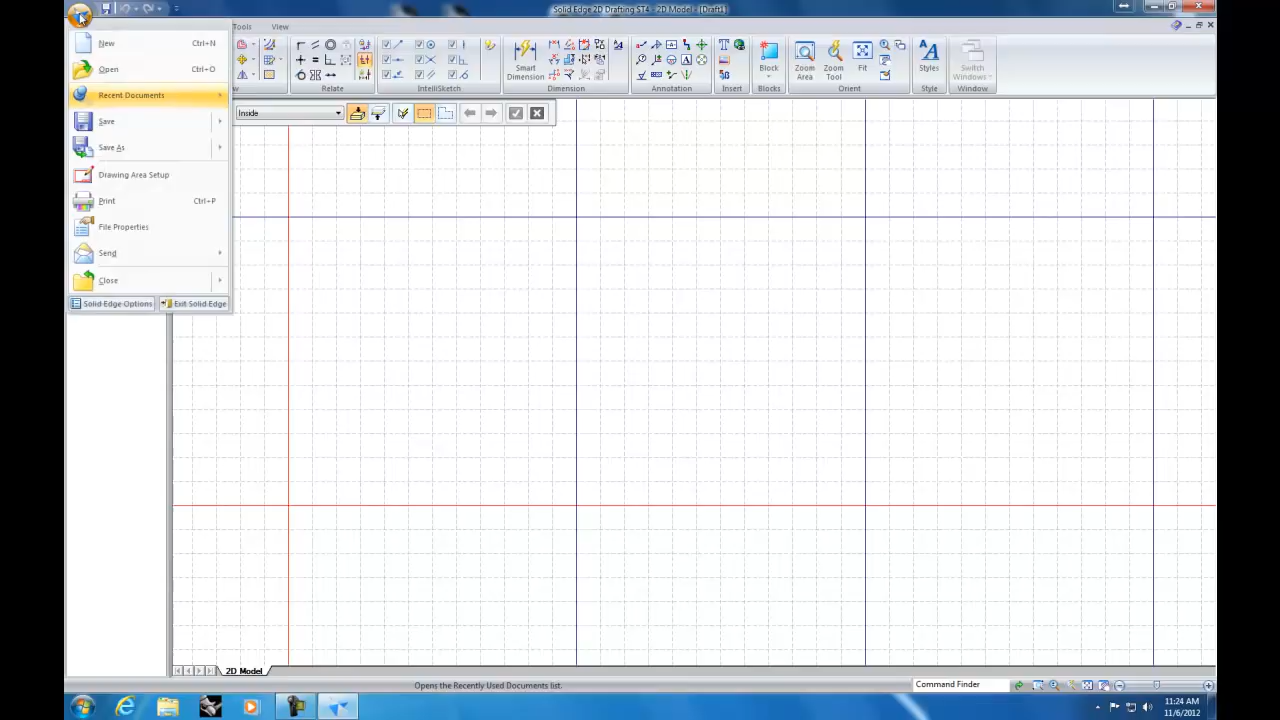 Solid Edge 2D Drafting ST4 - 2D Model - [Draft1]
Tools View
New Ctrl+N
Open Ctrl+O
Recent Documents
Save
Save As
Drawing Area Setup
Print Ctrl+P
File Properties
Send
Close
Solid Edge Options Exit Solid Edge
Smart Dimension
Block
Zoom Area
Zoom Tool
Fit
Styles
Switch Windows
Relate IntelliSketch Dimension Annotation Insert Blocks Orient Style Window
Inside
2D Model
Opens the Recently Used Documents list.
Command Finder
11:24 AM
11/6/2012